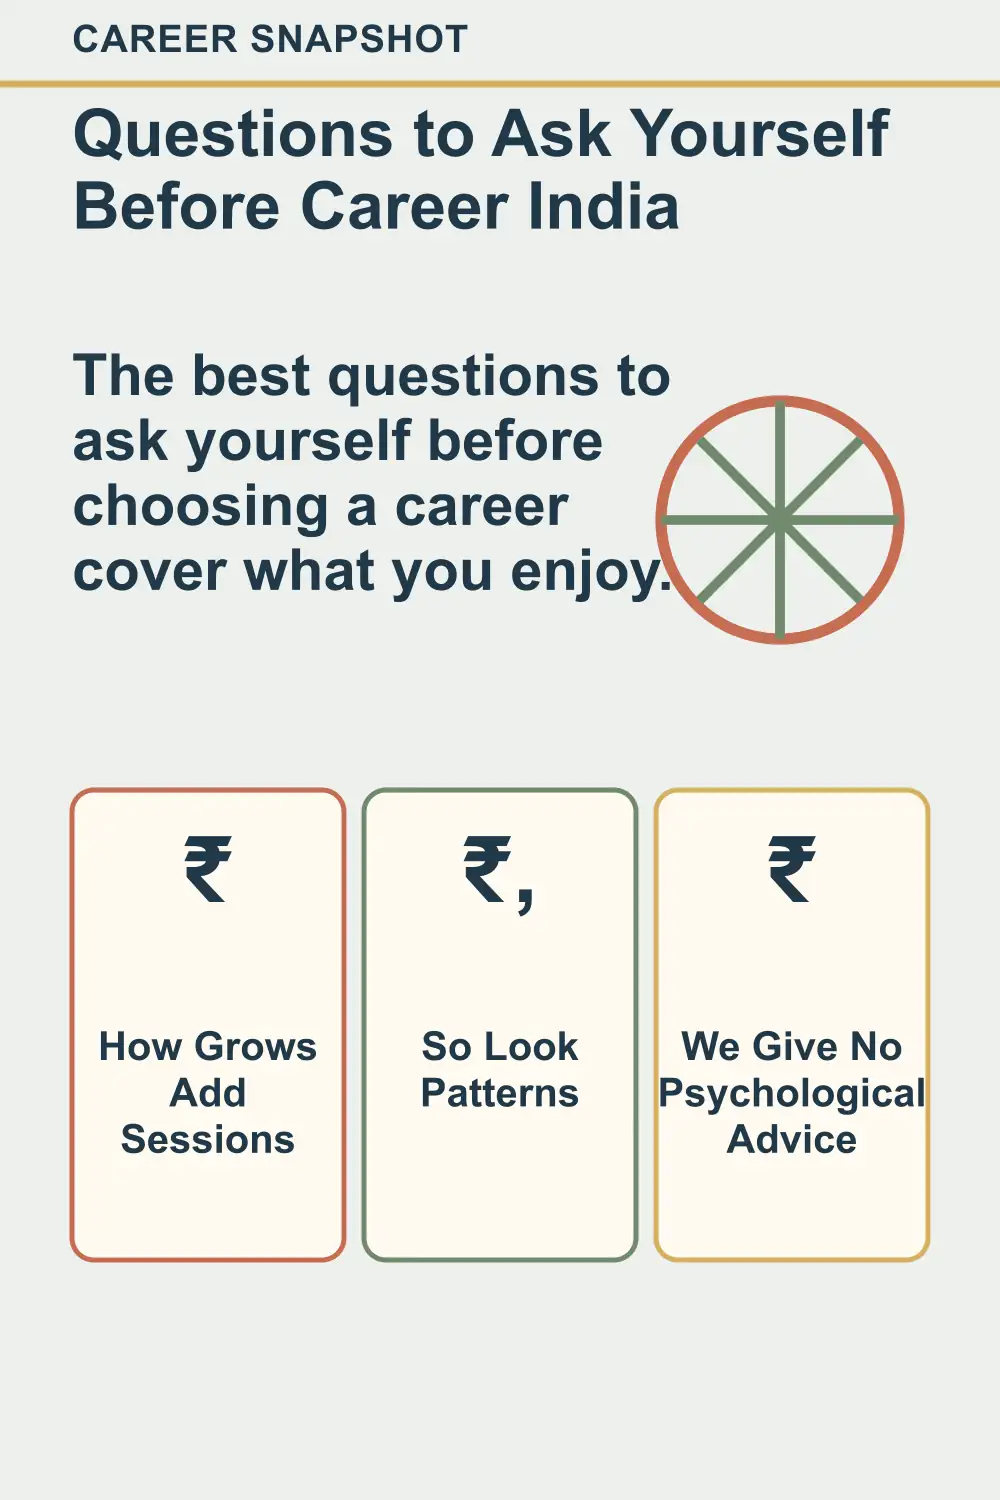 CAREER SNAPSHOT
Questions to Ask Yourself
Before Career India
The best questions to
ask yourself before
choosing a career
cover what you enjoy.
₹
How Grows
Add
Sessions
₹,
So Look
Patterns
₹
We Give No
Psychological
Advice